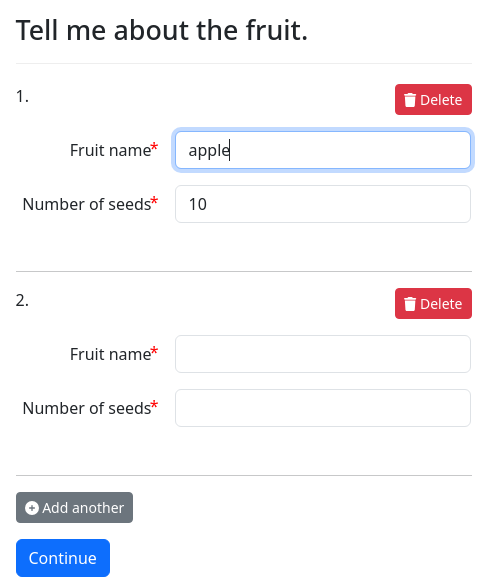 Tell me about the fruit.
1.
Delete
Fruit name*
apple
Number of seeds*
10
2.
Delete
Fruit name*
Number of seeds*
Add another
Continue